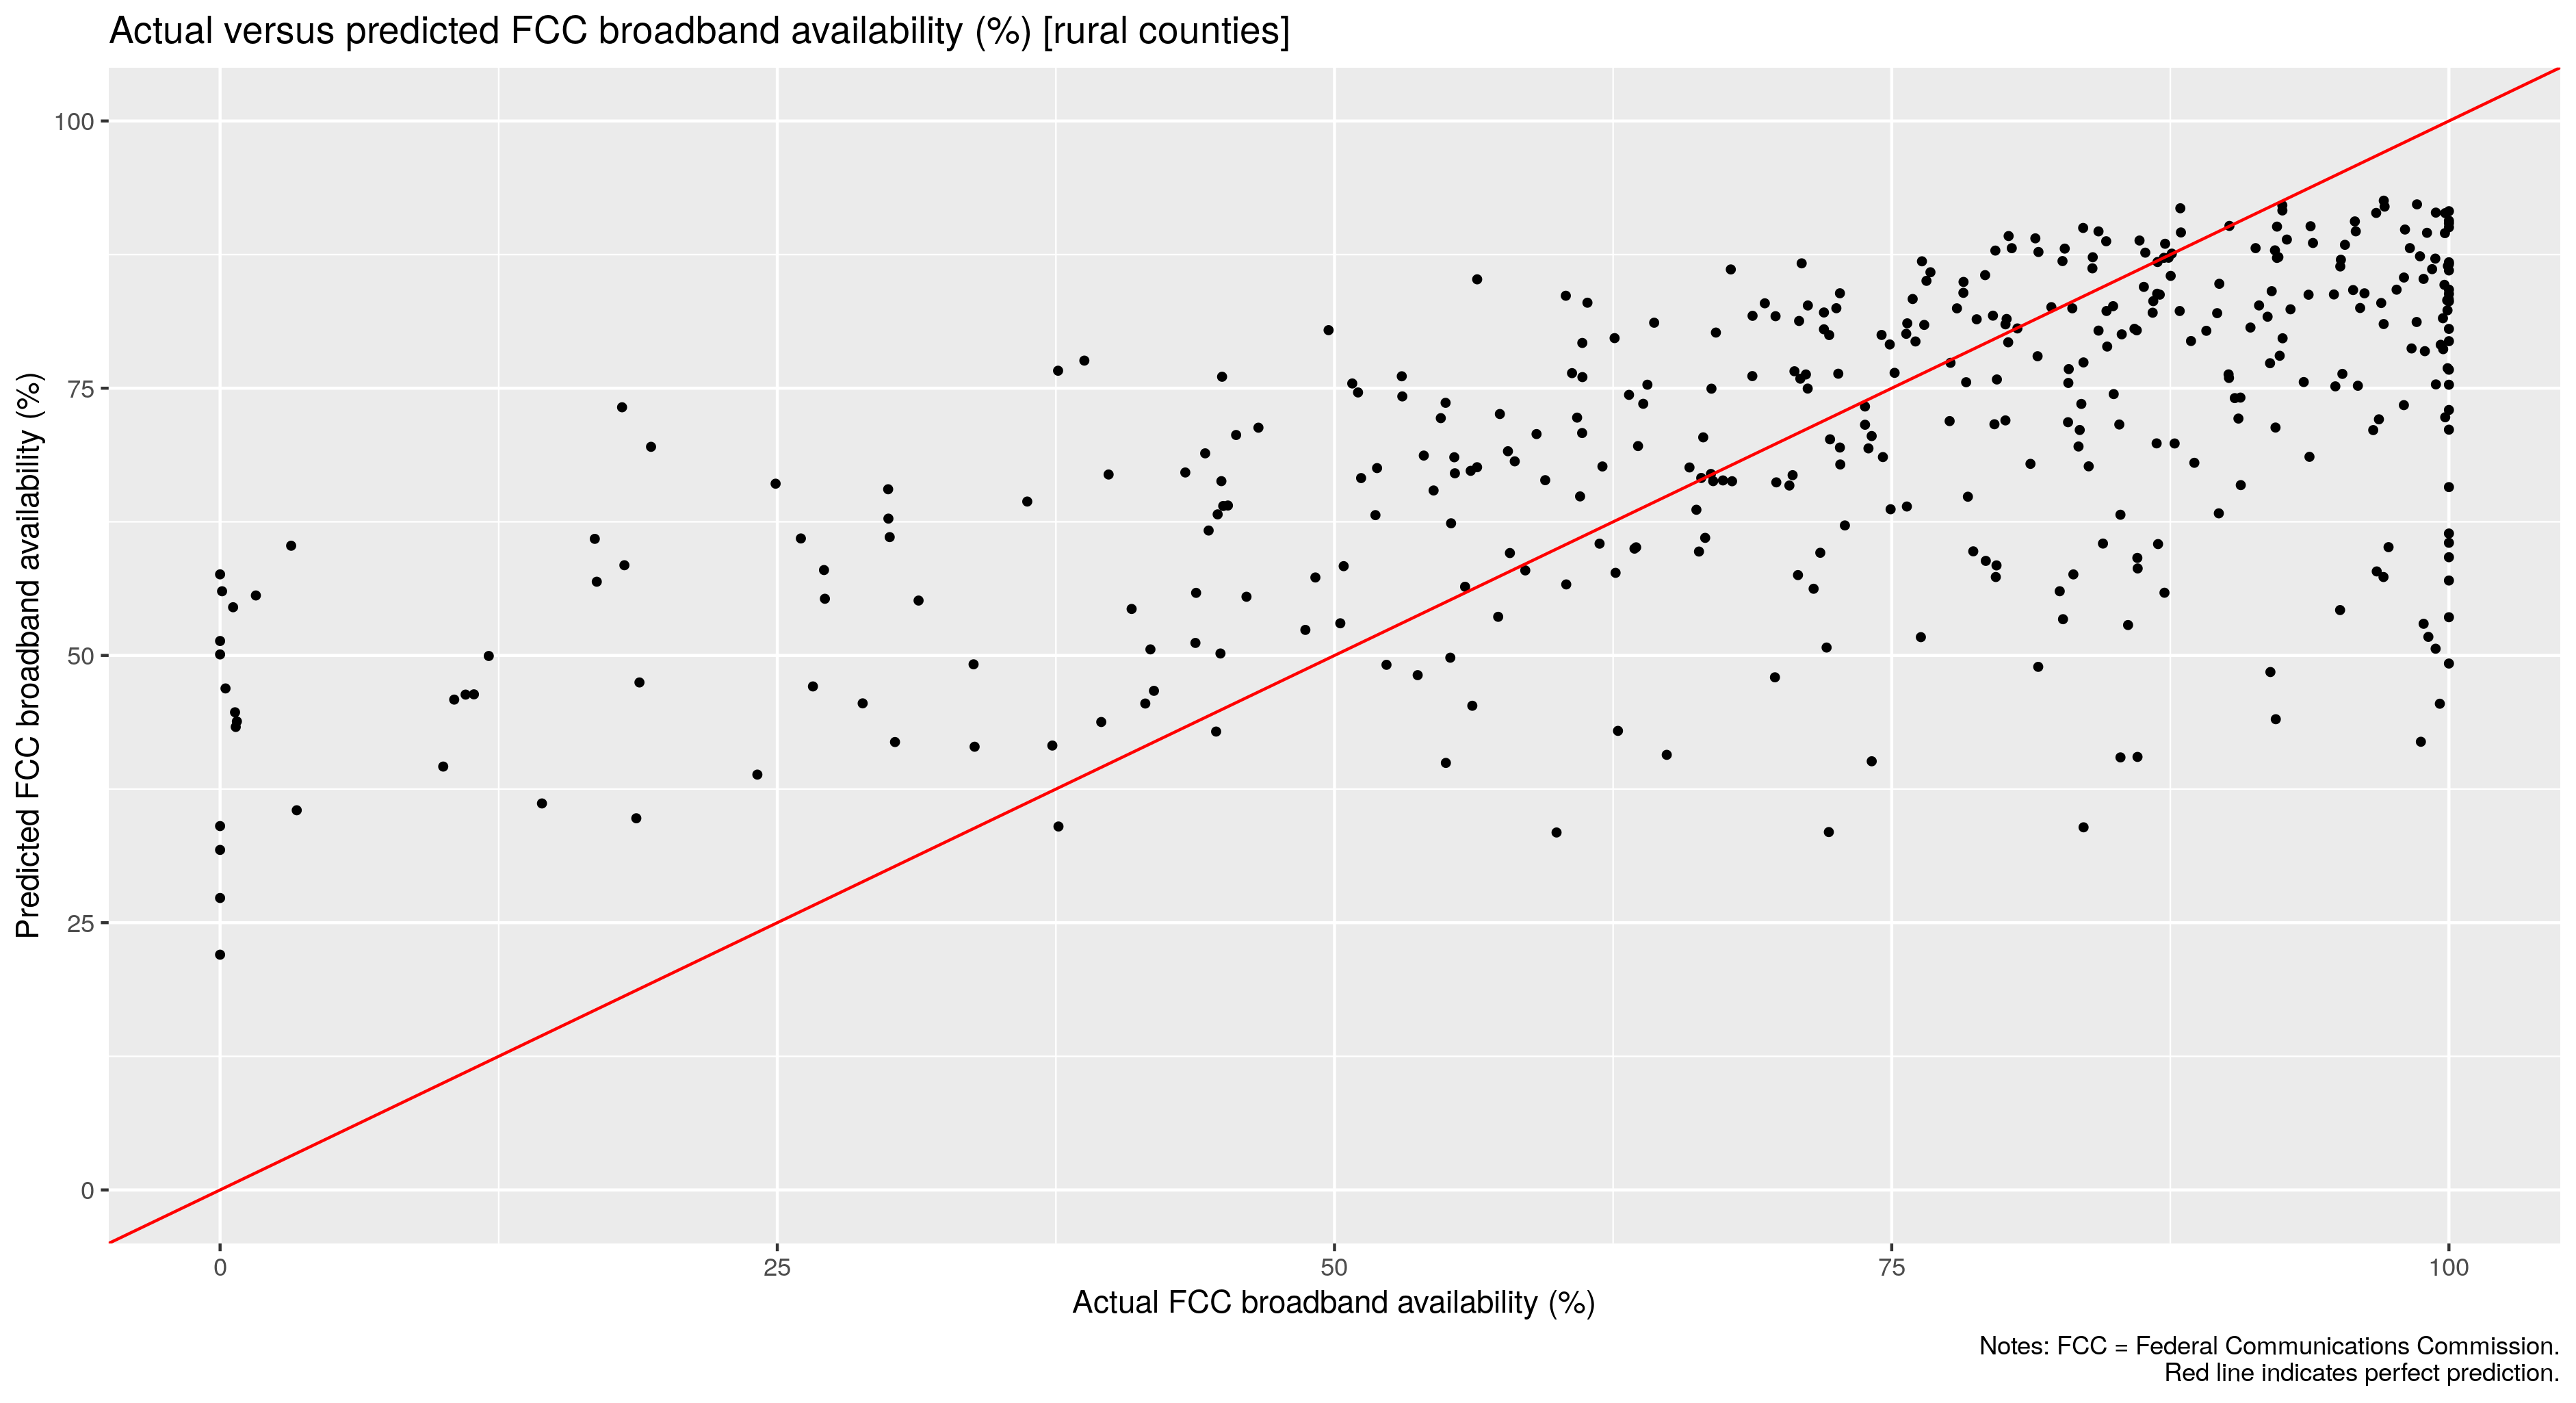 Actual versus predicted FCC broadband availability (%) [rural counties]
Predicted FCC broadband availability (%)
100
75
50
25
0
0 25 50 75 100
Actual FCC broadband availability (%)
Notes: FCC = Federal Communications Commission.
Red line indicates perfect prediction.